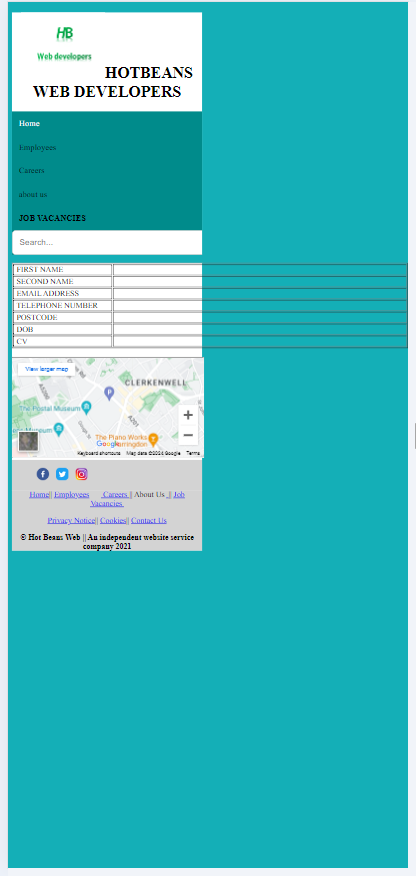 HB
Web developers
HOTBEANS
WEB DEVELOPERS
Home
Employees
Careers
about us
JOB VACANCIES
Search...
FIRST NAME
SECOND NAME
EMAIL ADDRESS
TELEPHONE NUMBER
POSTCODE
DOB
CV
View larger map
CLERKENWELL
A5200
The Postal Museum
A201
Museum
The Piano Works
Farringdon
Google
Keyboard shortcuts Map data ©2024 Google Terms
Home|| Employees Careers || About Us || Job
Vacancies
Privacy Notice|| Cookies|| Contact Us
© Hot Beans Web || An independent website service
company 2021